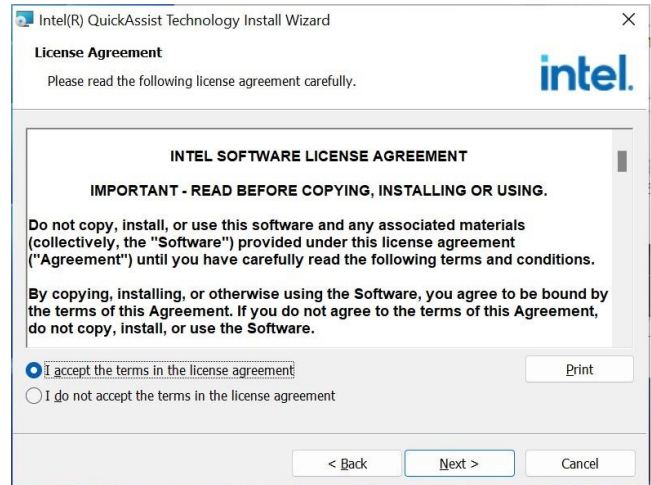 Intel(R) QuickAssist Technology Install Wizard
License Agreement
Please read the following license agreement carefully.
intel.
INTEL SOFTWARE LICENSE AGREEMENT
IMPORTANT - READ BEFORE COPYING, INSTALLING OR USING.
Do not copy, install, or use this software and any associated materials
(collectively, the "Software") provided under this license agreement
("Agreement") until you have carefully read the following terms and conditions.
By copying, installing, or otherwise using the Software, you agree to be bound by
the terms of this Agreement. If you do not agree to the terms of this Agreement,
do not copy, install, or use the Software.
I accept the terms in the license agreement
Print
I do not accept the terms in the license agreement
< Back
Next >
Cancel